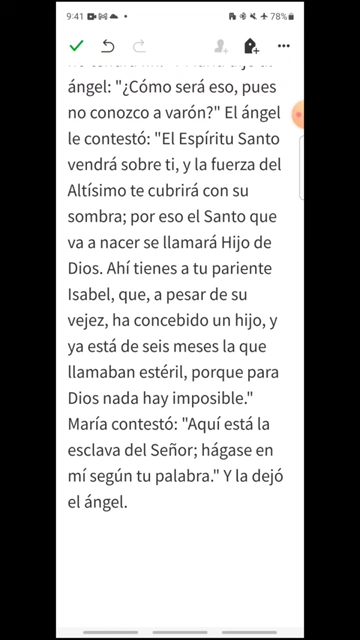 9:41
78%
ángel: "¿Cómo será eso, pues
no conozco a varón?" El ángel
le contestó: "El Espíritu Santo
vendrá sobre ti, y la fuerza del
Altísimo te cubrirá con su
sombra; por eso el Santo que
va a nacer se llamará Hijo de
Dios. Ahí tienes a tu pariente
Isabel, que, a pesar de su
vejez, ha concebido un hijo, y
ya está de seis meses la que
llamaban estéril, porque para
Dios nada hay imposible."
María contestó: "Aquí está la
esclava del Señor; hágase en
mí según tu palabra." Y la dejó
el ángel.